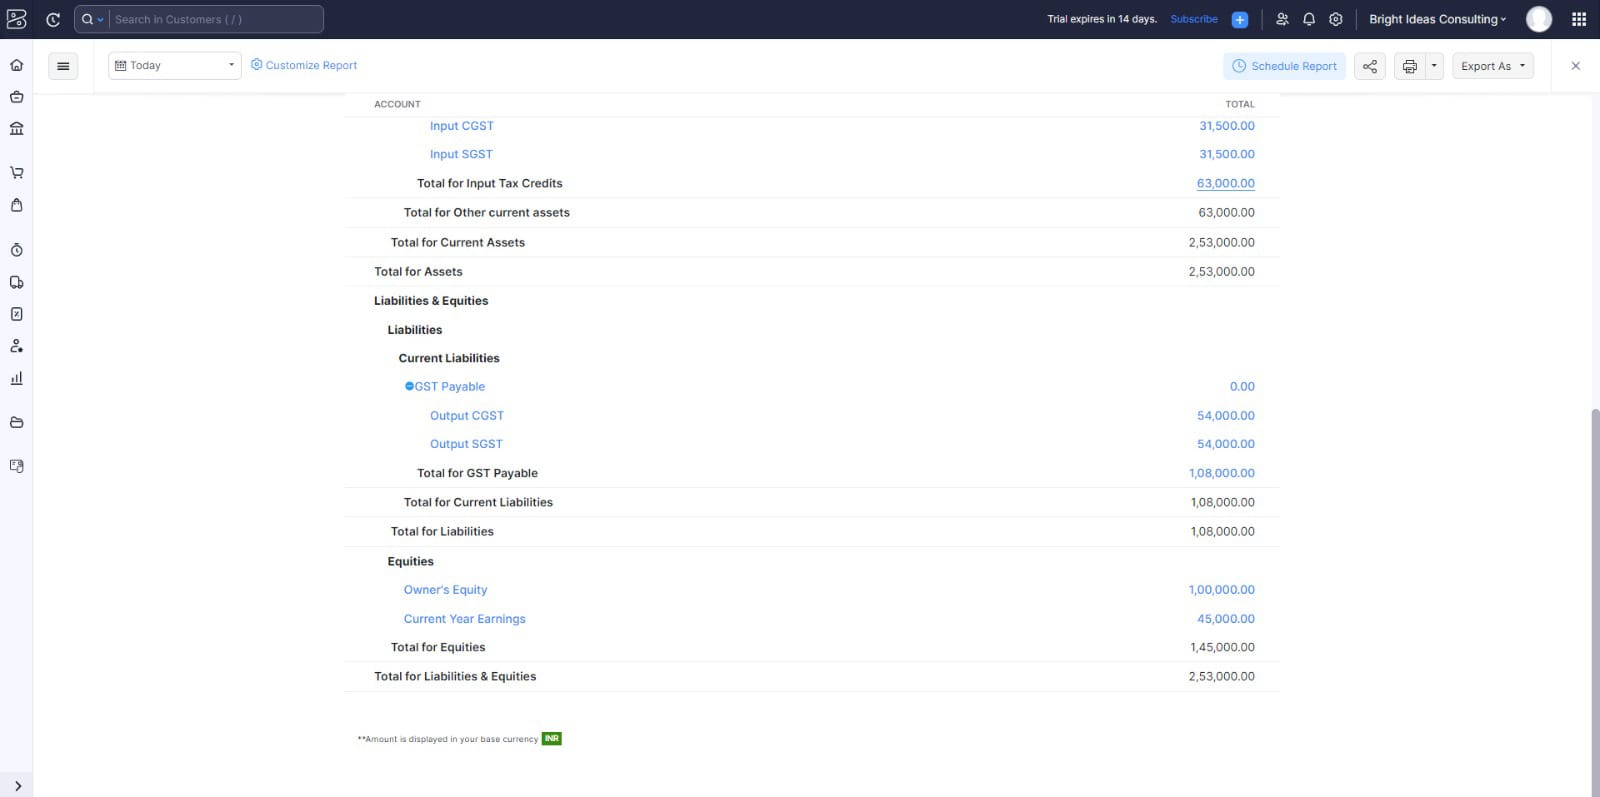 Search in Customers ( / )
Trial expires in 14 days. Subscribe
Bright Ideas Consulting
Today
Customize Report
Schedule Report
Export As
ACCOUNT TOTAL
Input CGST 31,500.00
Input SGST 31,500.00
Total for Input Tax Credits 63,000.00
Total for Other current assets 63,000.00
Total for Current Assets 2,53,000.00
Total for Assets 2,53,000.00
Liabilities & Equities
Liabilities
Current Liabilities
GST Payable 0.00
Output CGST 54,000.00
Output SGST 54,000.00
Total for GST Payable 1,08,000.00
Total for Current Liabilities 1,08,000.00
Total for Liabilities 1,08,000.00
Equities
Owner's Equity 1,00,000.00
Current Year Earnings 45,000.00
Total for Equities 1,45,000.00
Total for Liabilities & Equities 2,53,000.00
**Amount is displayed in your base currency INR